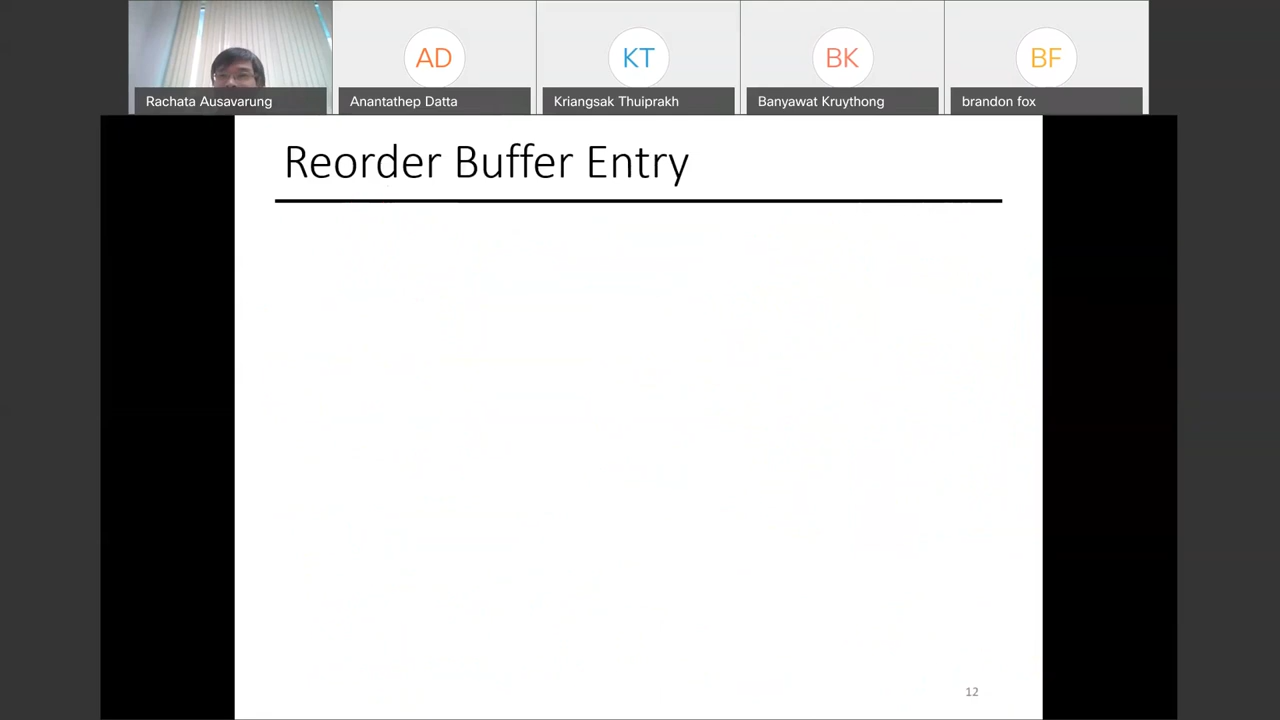 AD
KT
BK
BF
Rachata Ausavarung
Anantathep Datta
Kriangsak Thuiprakh
Banyawat Kruythong
brandon fox
Reorder Buffer Entry
12